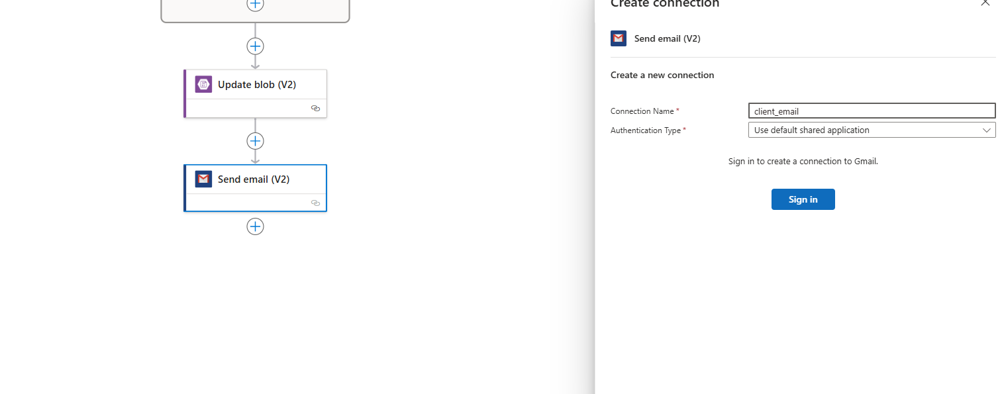 Create connection
Send email (V2)
Create a new connection
Connection Name *
client_email
Authentication Type *
Use default shared application
Sign in to create a connection to Gmail.
Sign in
Update blob (V2)
Send email (V2)